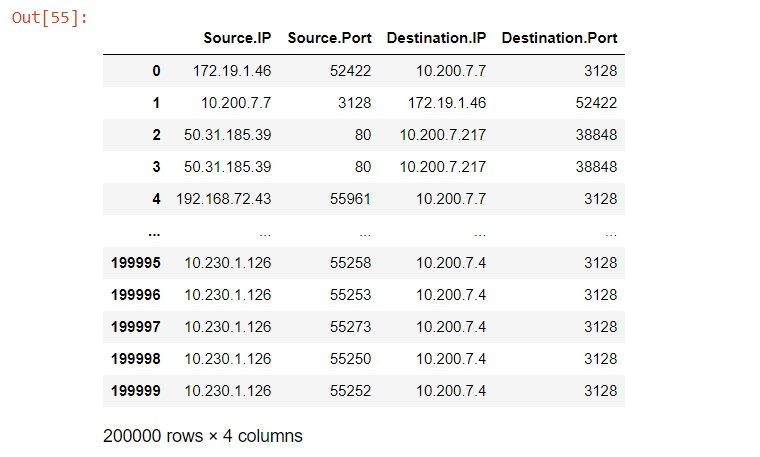 Out[55]:
Source.IP Source.Port Destination.IP Destination.Port
0 172.19.1.46 52422 10.200.7.7 3128
1 10.200.7.7 3128 172.19.1.46 52422
2 50.31.185.39 80 10.200.7.217 38848
3 50.31.185.39 80 10.200.7.217 38848
4 192.168.72.43 55961 10.200.7.7 3128
... ... ... ... ...
199995 10.230.1.126 55258 10.200.7.4 3128
199996 10.230.1.126 55253 10.200.7.4 3128
199997 10.230.1.126 55273 10.200.7.4 3128
199998 10.230.1.126 55250 10.200.7.4 3128
199999 10.230.1.126 55252 10.200.7.4 3128
200000 rows × 4 columns